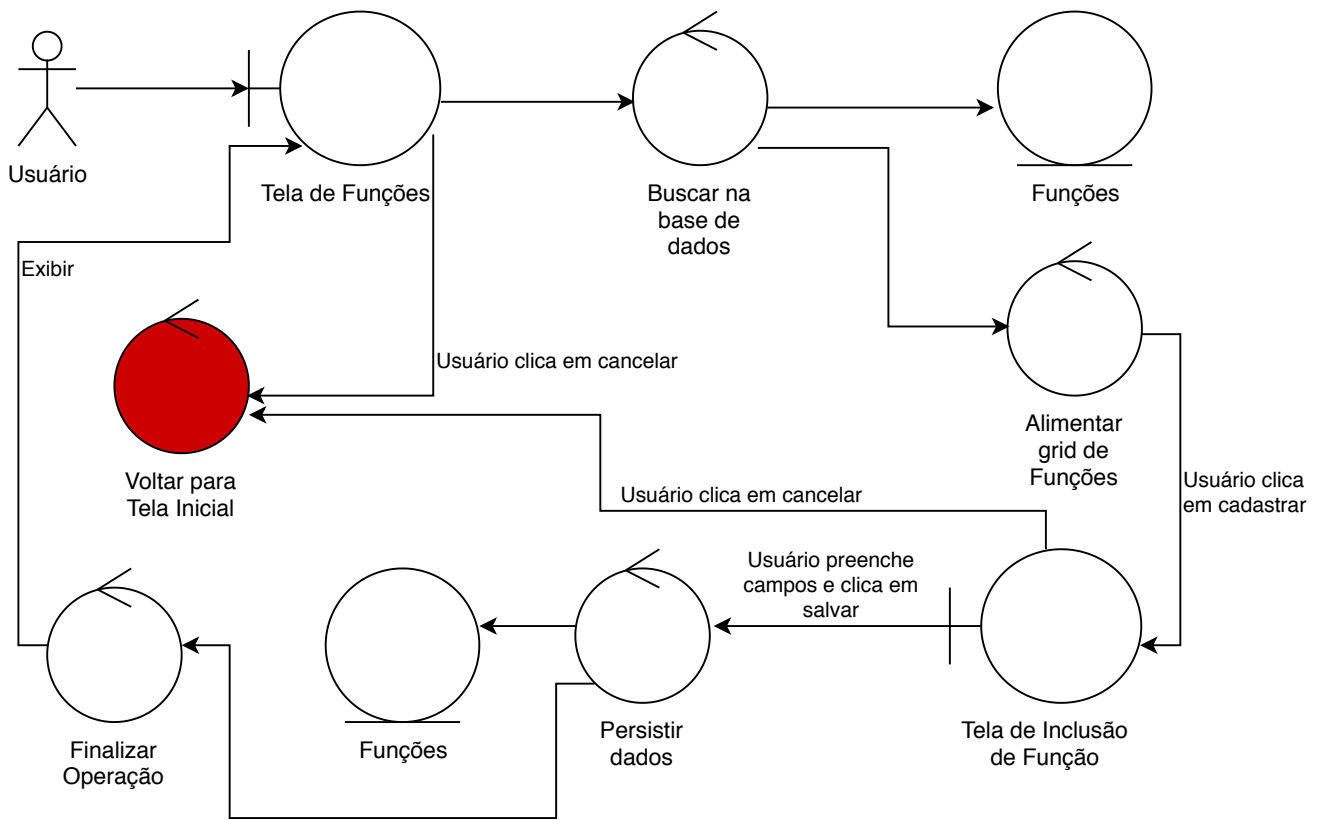 Usuário
Tela de Funções
Buscar na
base de
dados
Funções
Exibir
Usuário clica em cancelar
Alimentar
grid de
Funções
Voltar para
Tela Inicial
Usuário clica
em cadastrar
Usuário clica em cancelar
Usuário preenche
campos e clica em
salvar
Finalizar
Operação
Funções
Persistir
dados
Tela de Inclusão
de Função